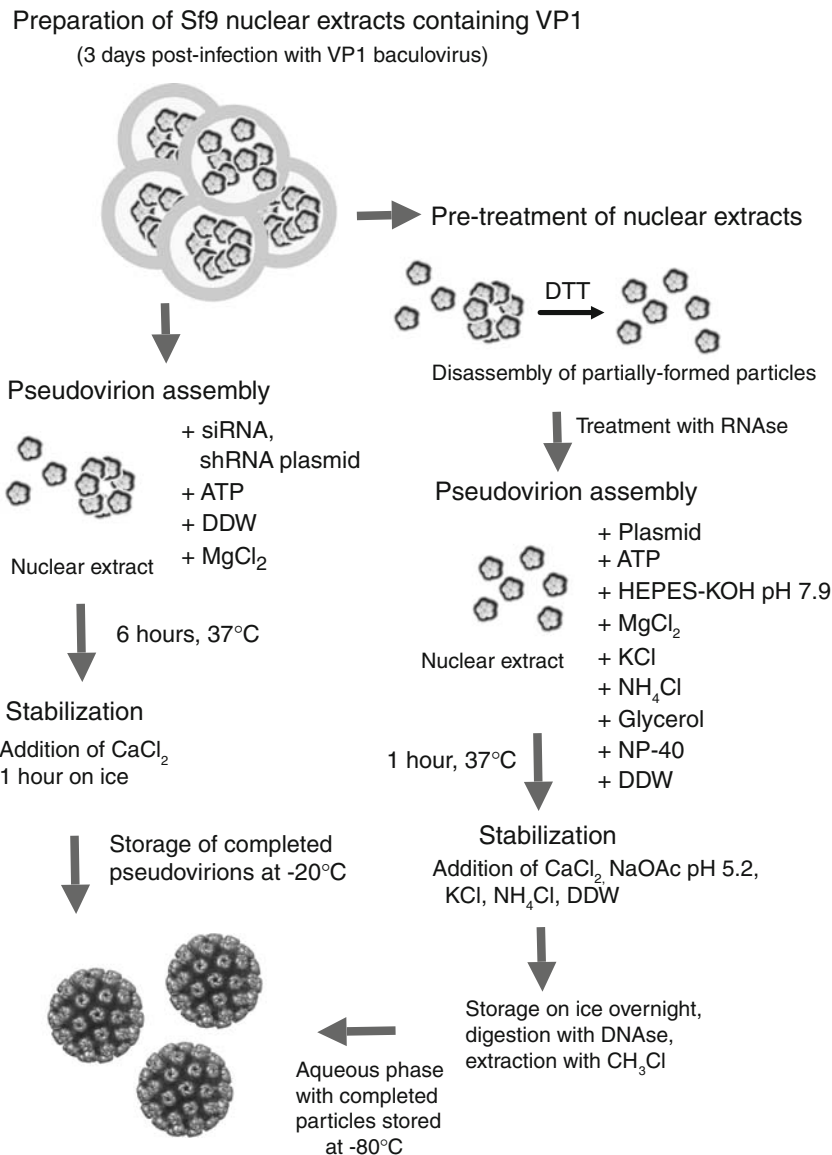 Preparation of Sf9 nuclear extracts containing VP1
(3 days post-infection with VP1 baculovirus)
Pseudovirion assembly
+ siRNA,
shRNA plasmid
+ ATP
+ DDW
+ MgCl₂
Nuclear extract
6 hours, 37°C
Stabilization
Addition of CaCl₂
1 hour on ice
Storage of completed
pseudovirions at -20°C
Pre-treatment of nuclear extracts
DTT
Disassembly of partially-formed particles
Treatment with RNAse
Pseudovirion assembly
+ Plasmid
+ ATP
+ HEPES-KOH pH 7.9
+ MgCl₂
+ KCl
+ NH₄Cl
+ Glycerol
+ NP-40
+ DDW
Nuclear extract
1 hour, 37°C
Stabilization
Addition of CaCl₂, NaOAc pH 5.2,
KCl, NH₄Cl, DDW
Storage on ice overnight,
digestion with DNAse,
extraction with CH₃Cl
Aqueous phase
with completed
particles stored
at -80°C